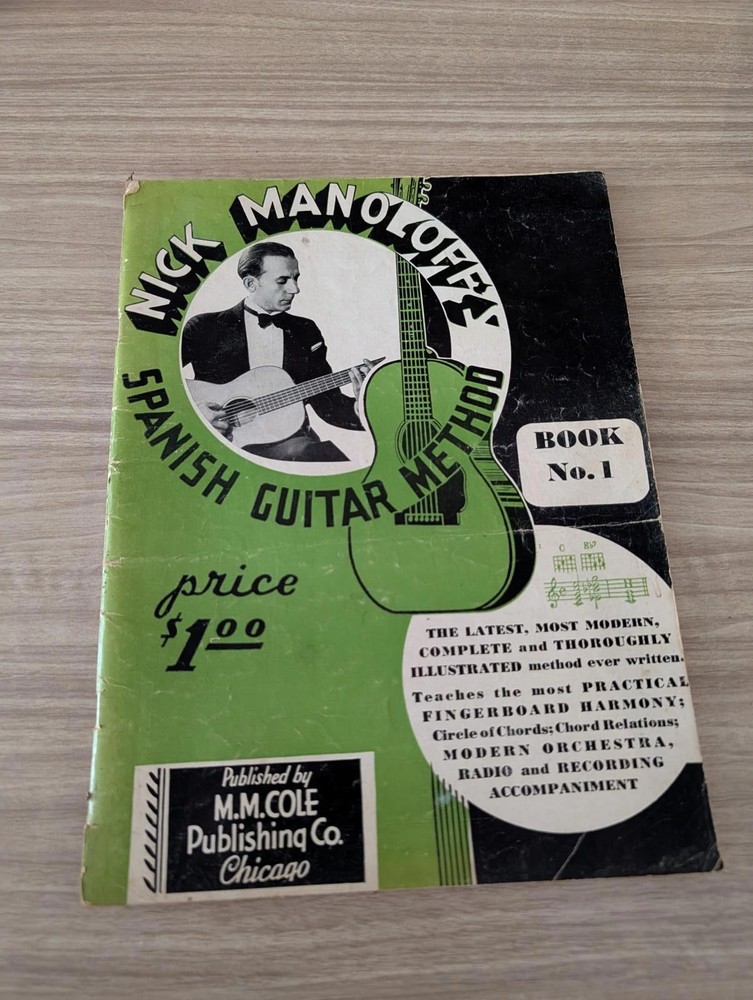 NICK MANOLOFF'S
SPANISH GUITAR METHOD
BOOK
No. 1
price
$1.00
C
THE LATEST, MOST MODERN,
COMPLETE and THOROUGHLY
ILLUSTRATED method ever written.
Teaches the most PRACTICAL
FINGERBOARD HARMONY;
Circle of Chords; Chord Relations;
MODERN ORCHESTRA,
RADIO and RECORDING
ACCOMPANIMENT
Published by
M.M.COLE
Publishing Co.
Chicago